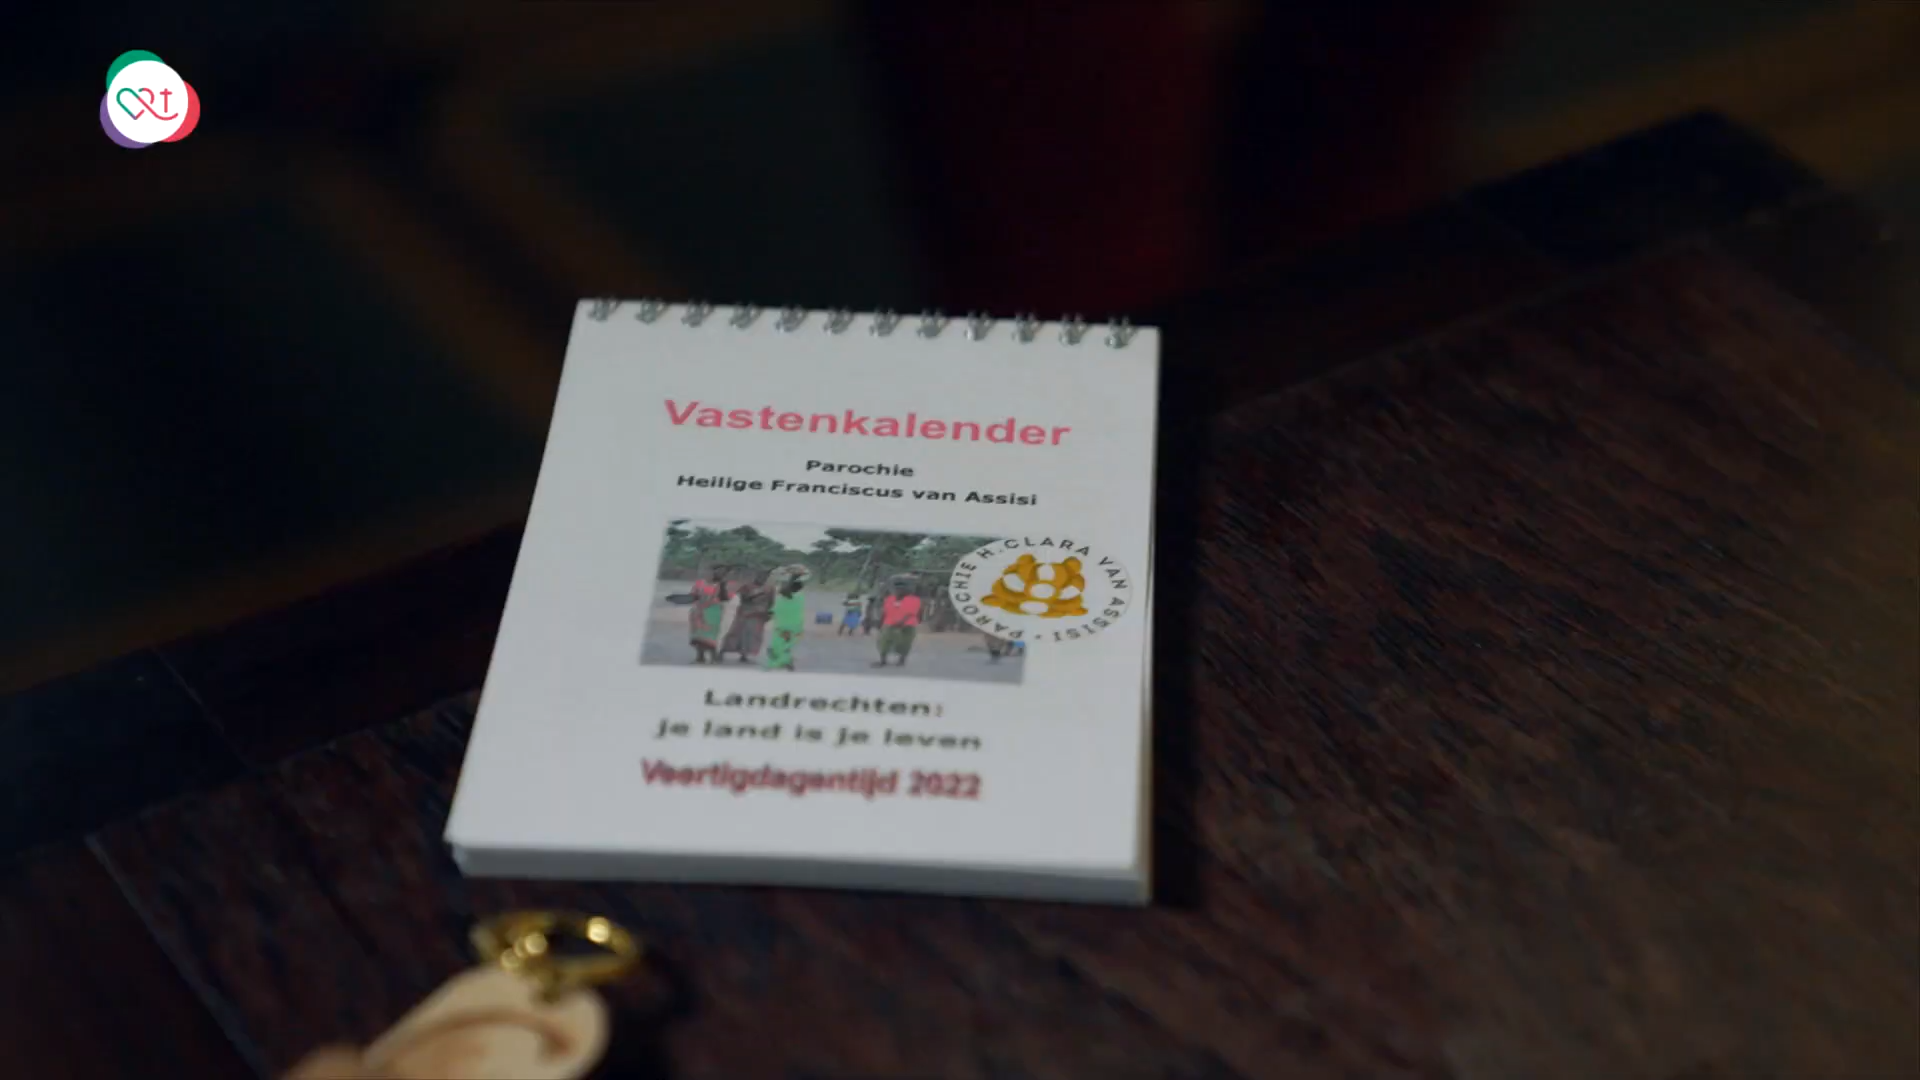 Vastenkalender
Parochie
Heilige Franciscus van Assisi
PAROCHIE H. CLARA VAN ASSISI •
Landrechten:
je land is je leven
Veertigdagentijd 2022